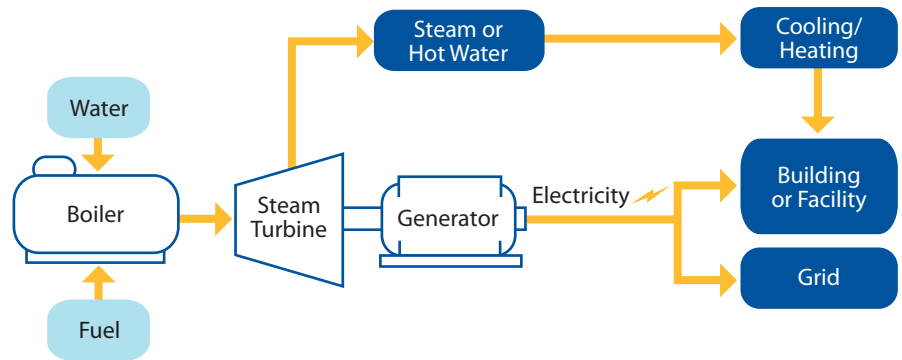 Steam or
Hot Water
Cooling/
Heating
Water
Boiler
Steam
Turbine
Generator
Electricity
Building
or Facility
Grid
Fuel